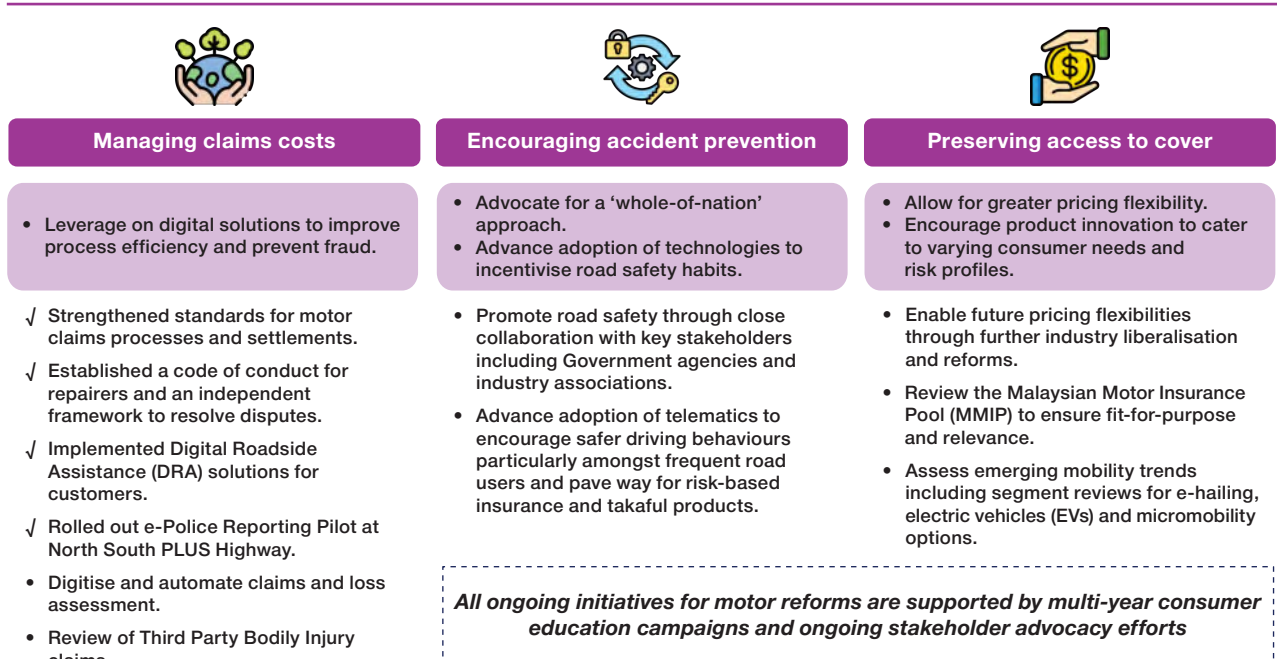 Managing claims costs
• Leverage on digital solutions to improve
process efficiency and prevent fraud.
√ Strengthened standards for motor
claims processes and settlements.
√ Established a code of conduct for
repairers and an independent
framework to resolve disputes.
√ Implemented Digital Roadside
Assistance (DRA) solutions for
customers.
√ Rolled out e-Police Reporting Pilot at
North South PLUS Highway.
• Digitise and automate claims and loss
assessment.
• Review of Third Party Bodily Injury
claims
Encouraging accident prevention
• Advocate for a ‘whole-of-nation’
approach.
• Advance adoption of technologies to
incentivise road safety habits.
• Promote road safety through close
collaboration with key stakeholders
including Government agencies and
industry associations.
• Advance adoption of telematics to
encourage safer driving behaviours
particularly amongst frequent road
users and pave way for risk-based
insurance and takaful products.
Preserving access to cover
• Allow for greater pricing flexibility.
• Encourage product innovation to cater
to varying consumer needs and
risk profiles.
• Enable future pricing flexibilities
through further industry liberalisation
and reforms.
• Review the Malaysian Motor Insurance
Pool (MMIP) to ensure fit-for-purpose
and relevance.
• Assess emerging mobility trends
including segment reviews for e-hailing,
electric vehicles (EVs) and micromobility
options.
All ongoing initiatives for motor reforms are supported by multi-year consumer
education campaigns and ongoing stakeholder advocacy efforts